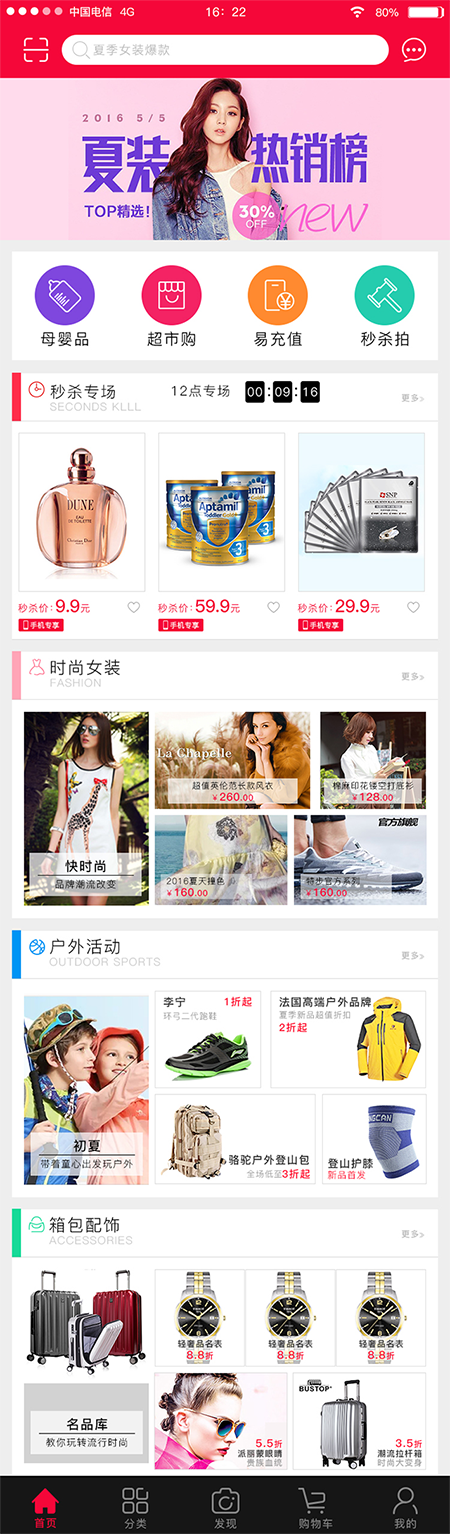 中国电信 4G 16：22 80%
夏季女装爆款
2016 5/5
夏装 热销榜
TOP精选！ 30% OFF new
母婴品 超市购 易充值 秒杀拍
秒杀专场 12点专场 00:09:16 更多>
SECONDS KLLL
DUNE
EAU
DE TOILETTE
Christian Dior
Aptamil
Toddler Gold+
3
SNP
秒杀价: 9.9元 秒杀价: 59.9元 秒杀价: 29.9元
手机专享 手机专享 手机专享
时尚女装 更多>
FASHION
La Chapelle
超值英伦范长款风衣
¥260.00
棉麻印花镂空打底衫
¥128.00
快时尚
品牌潮流改变
2016夏天撞色
¥160.00
官方旗舰
特步官方系列
¥160.00
户外活动 更多>
OUTDOOR SPORTS
李宁 1折起
环弓二代跑鞋
法国高端户外品牌
夏季新品超值折扣
2折起
初夏
带着童心出发玩户外
骆驼户外登山包
全场低至3折起
登山护膝
新品首发
箱包配饰 更多>
ACCESSORIES
轻奢品名表 轻奢品名表 轻奢品名表
8.8折 8.8折 8.8折
名品库
教你玩转流行时尚
5.5折
派丽蒙眼睛
贵族血统
BUSTOP
3.5折
潮流拉杆箱
时尚大变身
首页 分类 发现 购物车 我的